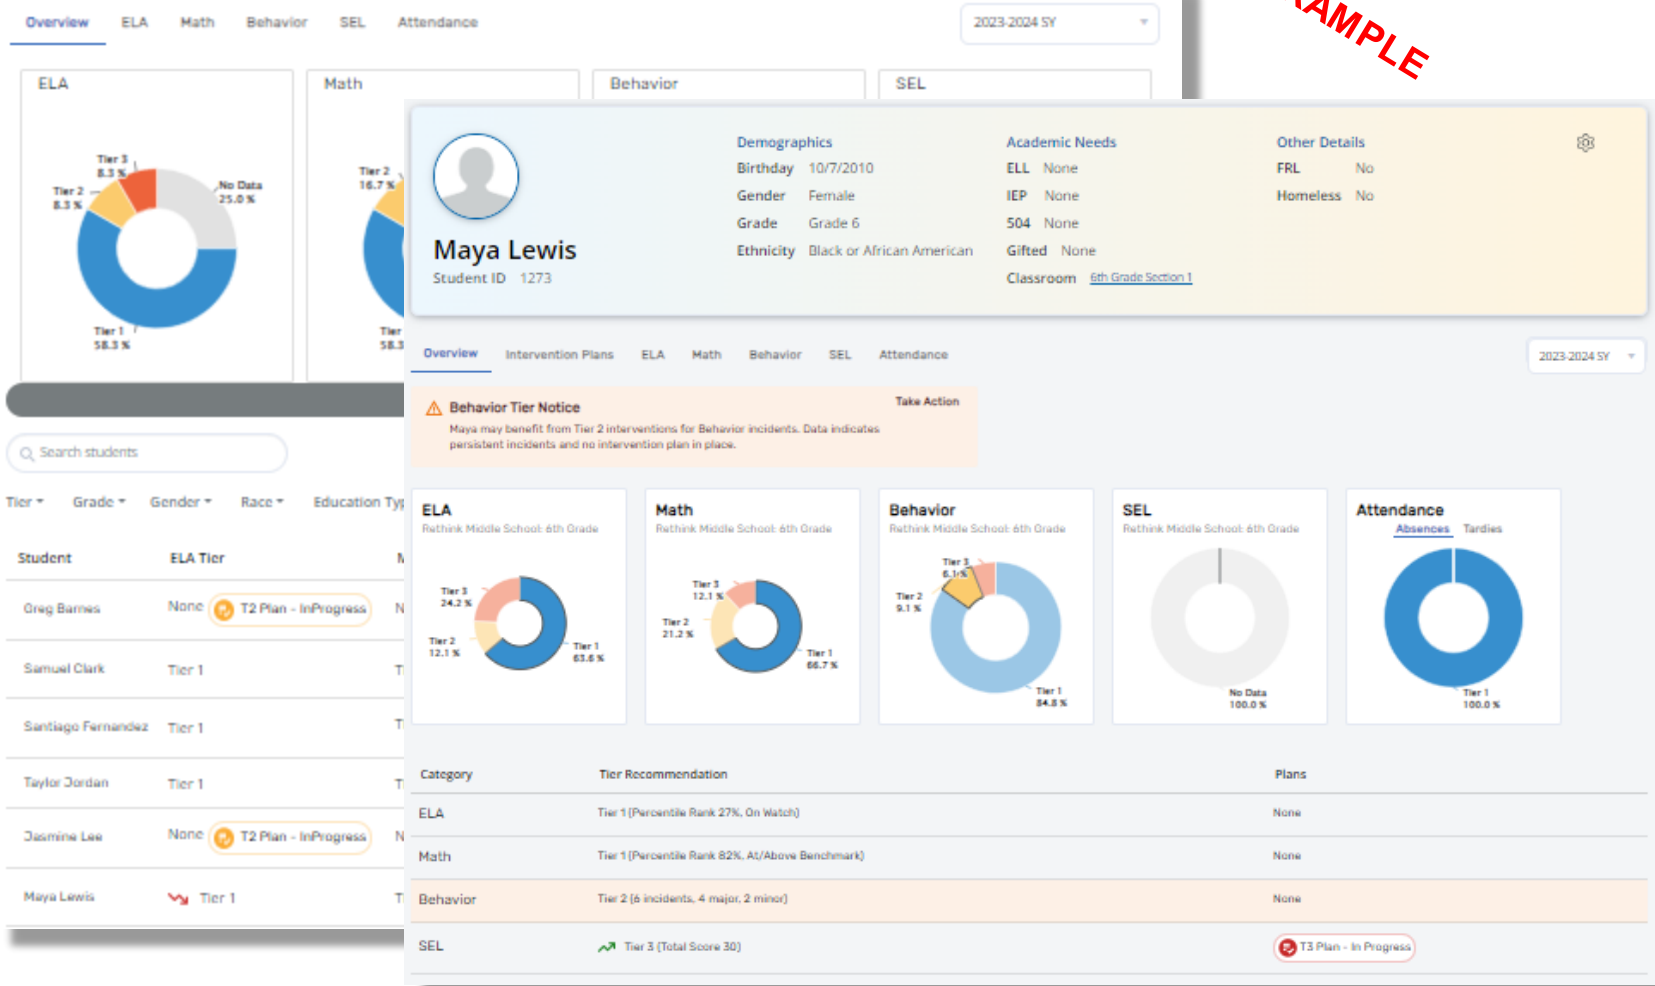 Overview ELA Math Behavior SEL Attendance
2023-2024 SY
AMPLE
ELA
Math
Behavior
SEL
Tier 3
8.3 %
Tier 2
8.3 %
No Data
25.0 %
Tier 1
58.3 %
Tier 2
16.7 %
Tier
58.3
Search students
Tier Grade Gender Race Education Typ
Student ELA Tier
Greg Barnes None T2 Plan - InProgress N
Samuel Clark Tier 1
Santiago Fernandez Tier 1
Taylor Jordan Tier 1
Jasmine Lee None T2 Plan - InProgress N
Maya Lewis Tier 1
Maya Lewis
Student ID 1273
Demographics
Birthday 10/7/2010
Gender Female
Grade Grade 6
Ethnicity Black or African American
Academic Needs
ELL None
IEP None
504 None
Gifted None
Classroom 6th Grade Section 1
Other Details
FRL No
Homeless No
Overview Intervention Plans ELA Math Behavior SEL Attendance
2023-2024 SY
Behavior Tier Notice
Take Action
Maya may benefit from Tier 2 interventions for Behavior incidents. Data indicates
persistent incidents and no intervention plan in place.
ELA
Rethink Middle School: 6th Grade
Tier 3
24.2 %
Tier 2
12.1 %
Tier 1
63.6 %
Math
Rethink Middle School: 6th Grade
Tier 3
12.1 %
Tier 2
21.2 %
Tier 1
66.7 %
Behavior
Rethink Middle School: 6th Grade
Tier 3
6.1 %
Tier 2
9.1 %
Tier 1
84.8 %
SEL
Rethink Middle School: 6th Grade
No Data
100.0 %
Attendance
Absences Tardies
Tier 1
100.0 %
Category Tier Recommendation Plans
ELA Tier 1 (Percentile Rank 27%, On Watch) None
Math Tier 1 (Percentile Rank 82%, At/Above Benchmark) None
Behavior Tier 2 (6 incidents, 4 major, 2 minor) None
SEL Tier 3 (Total Score 30) T3 Plan - In Progress